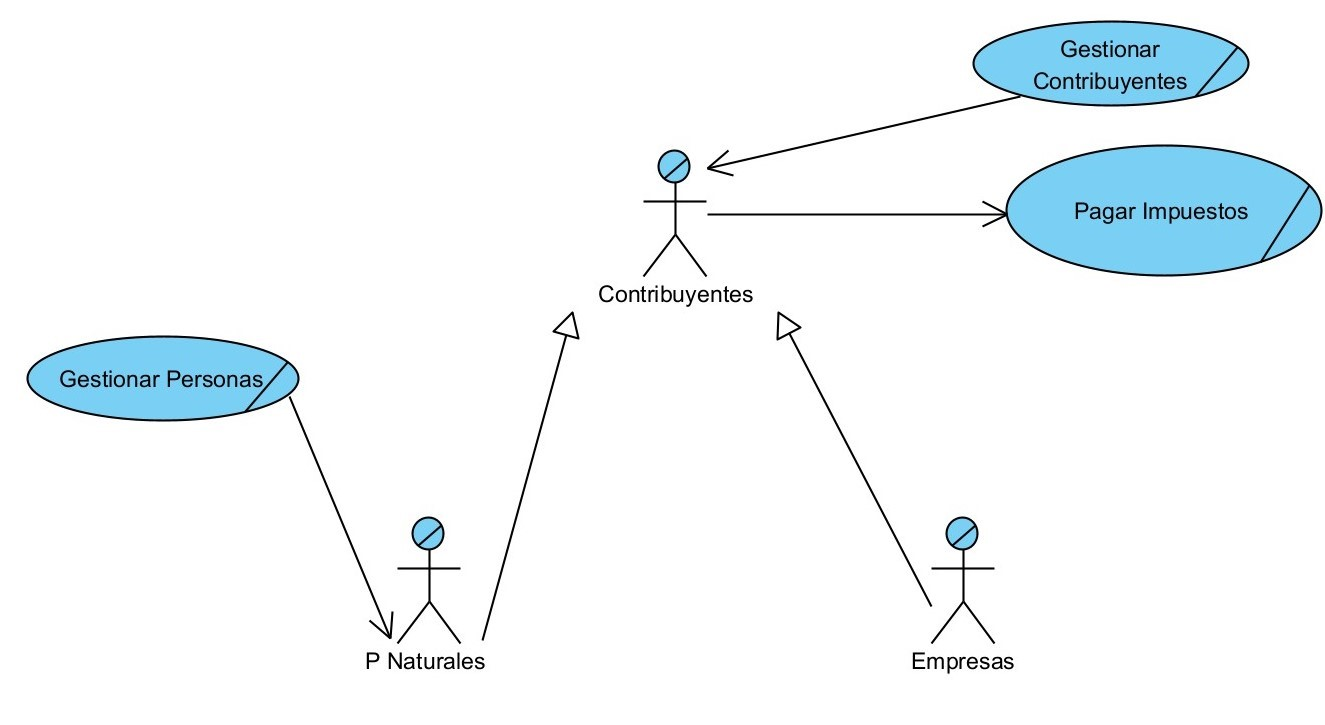 Gestionar
Contribuyentes
Pagar Impuestos
Contribuyentes
Gestionar Personas
P Naturales
Empresas